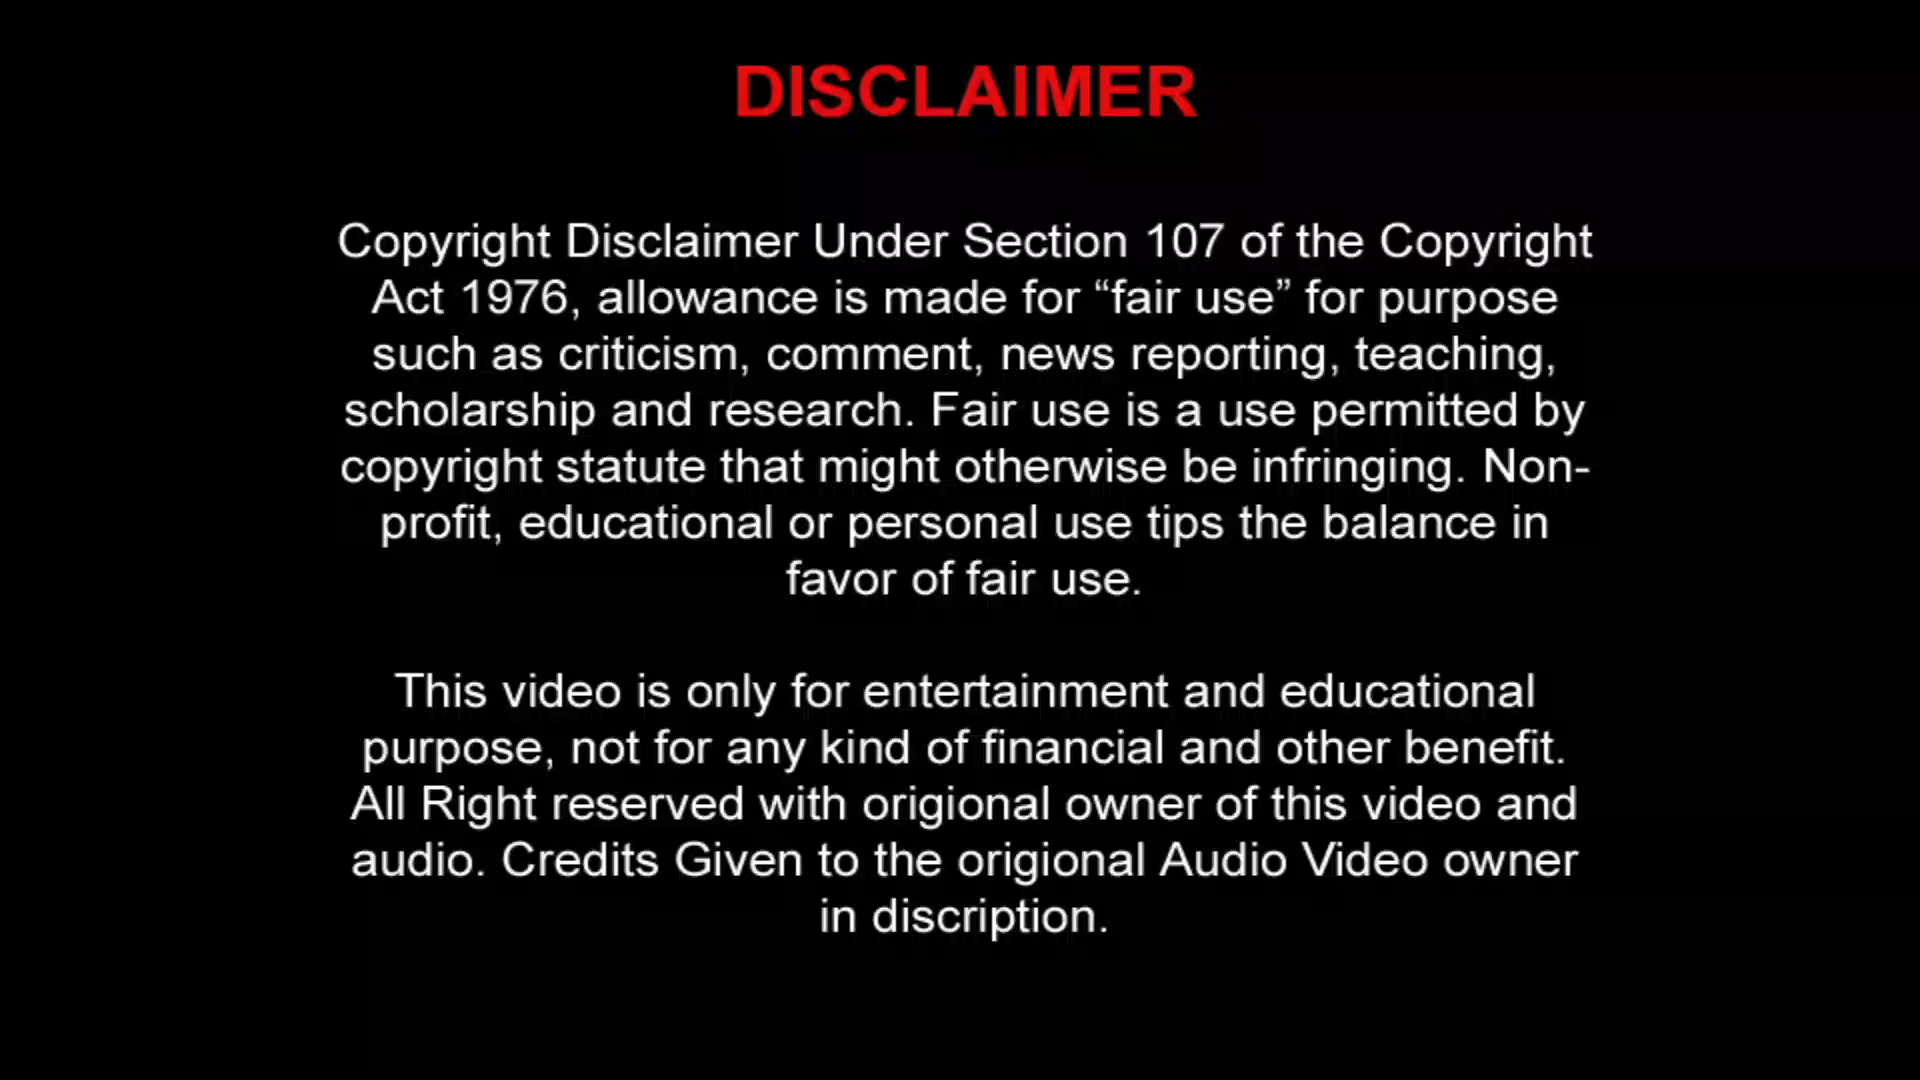 DISCLAIMER
Copyright Disclaimer Under Section 107 of the Copyright
Act 1976, allowance is made for “fair use” for purpose
such as criticism, comment, news reporting, teaching,
scholarship and research. Fair use is a use permitted by
copyright statute that might otherwise be infringing. Non-
profit, educational or personal use tips the balance in
favor of fair use.
This video is only for entertainment and educational
purpose, not for any kind of financial and other benefit.
All Right reserved with origional owner of this video and
audio. Credits Given to the origional Audio Video owner
in discription.